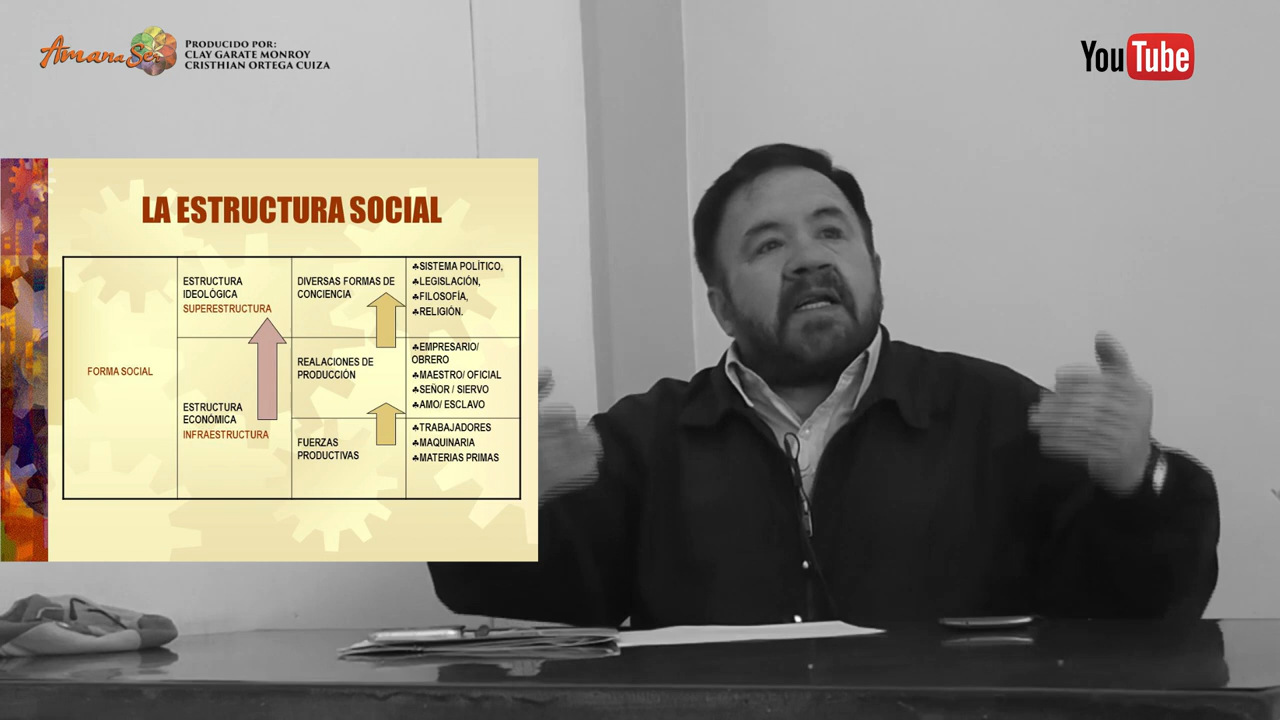 Amana Ser
PRODUCIDO POR:
CLAY GARATE MONROY
CRISTHIAN ORTEGA CUIZA
YouTube
LA ESTRUCTURA SOCIAL
FORMA SOCIAL
ESTRUCTURA
IDEOLÓGICA
SUPERESTRUCTURA
ESTRUCTURA
ECONÓMICA
INFRAESTRUCTURA
DIVERSAS FORMAS DE
CONCIENCIA
REALACIONES DE
PRODUCCIÓN
FUERZAS
PRODUCTIVAS
♣SISTEMA POLÍTICO,
♣LEGISLACIÓN,
♣FILOSOFÍA,
♣RELIGIÓN.
♣EMPRESARIO/
OBRERO
♣MAESTRO/ OFICIAL
♣SEÑOR / SIERVO
♣AMO/ ESCLAVO
♣TRABAJADORES
♣MAQUINARIA
♣MATERIAS PRIMAS